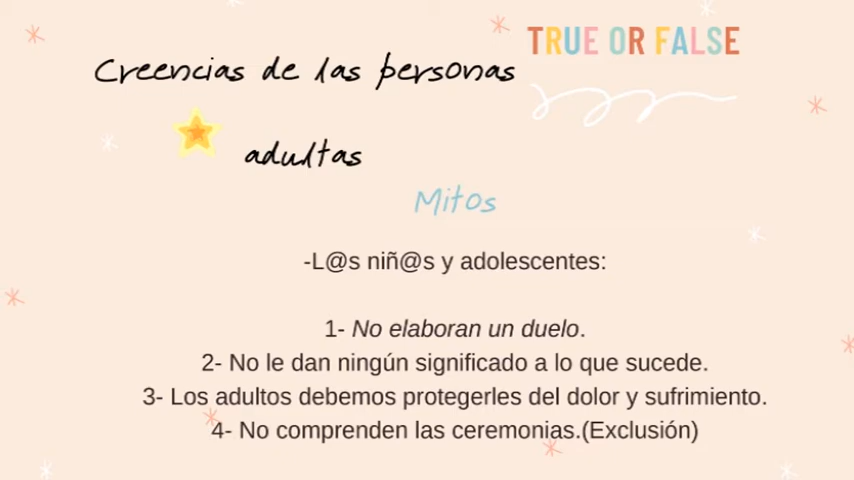 TRUE OR FALSE
Creencias de las personas
adultas
Mitos
-L@s niñ@s y adolescentes:
1- No elaboran un duelo.
2- No le dan ningún significado a lo que sucede.
3- Los adultos debemos protegerles del dolor y sufrimiento.
4- No comprenden las ceremonias.(Exclusión)